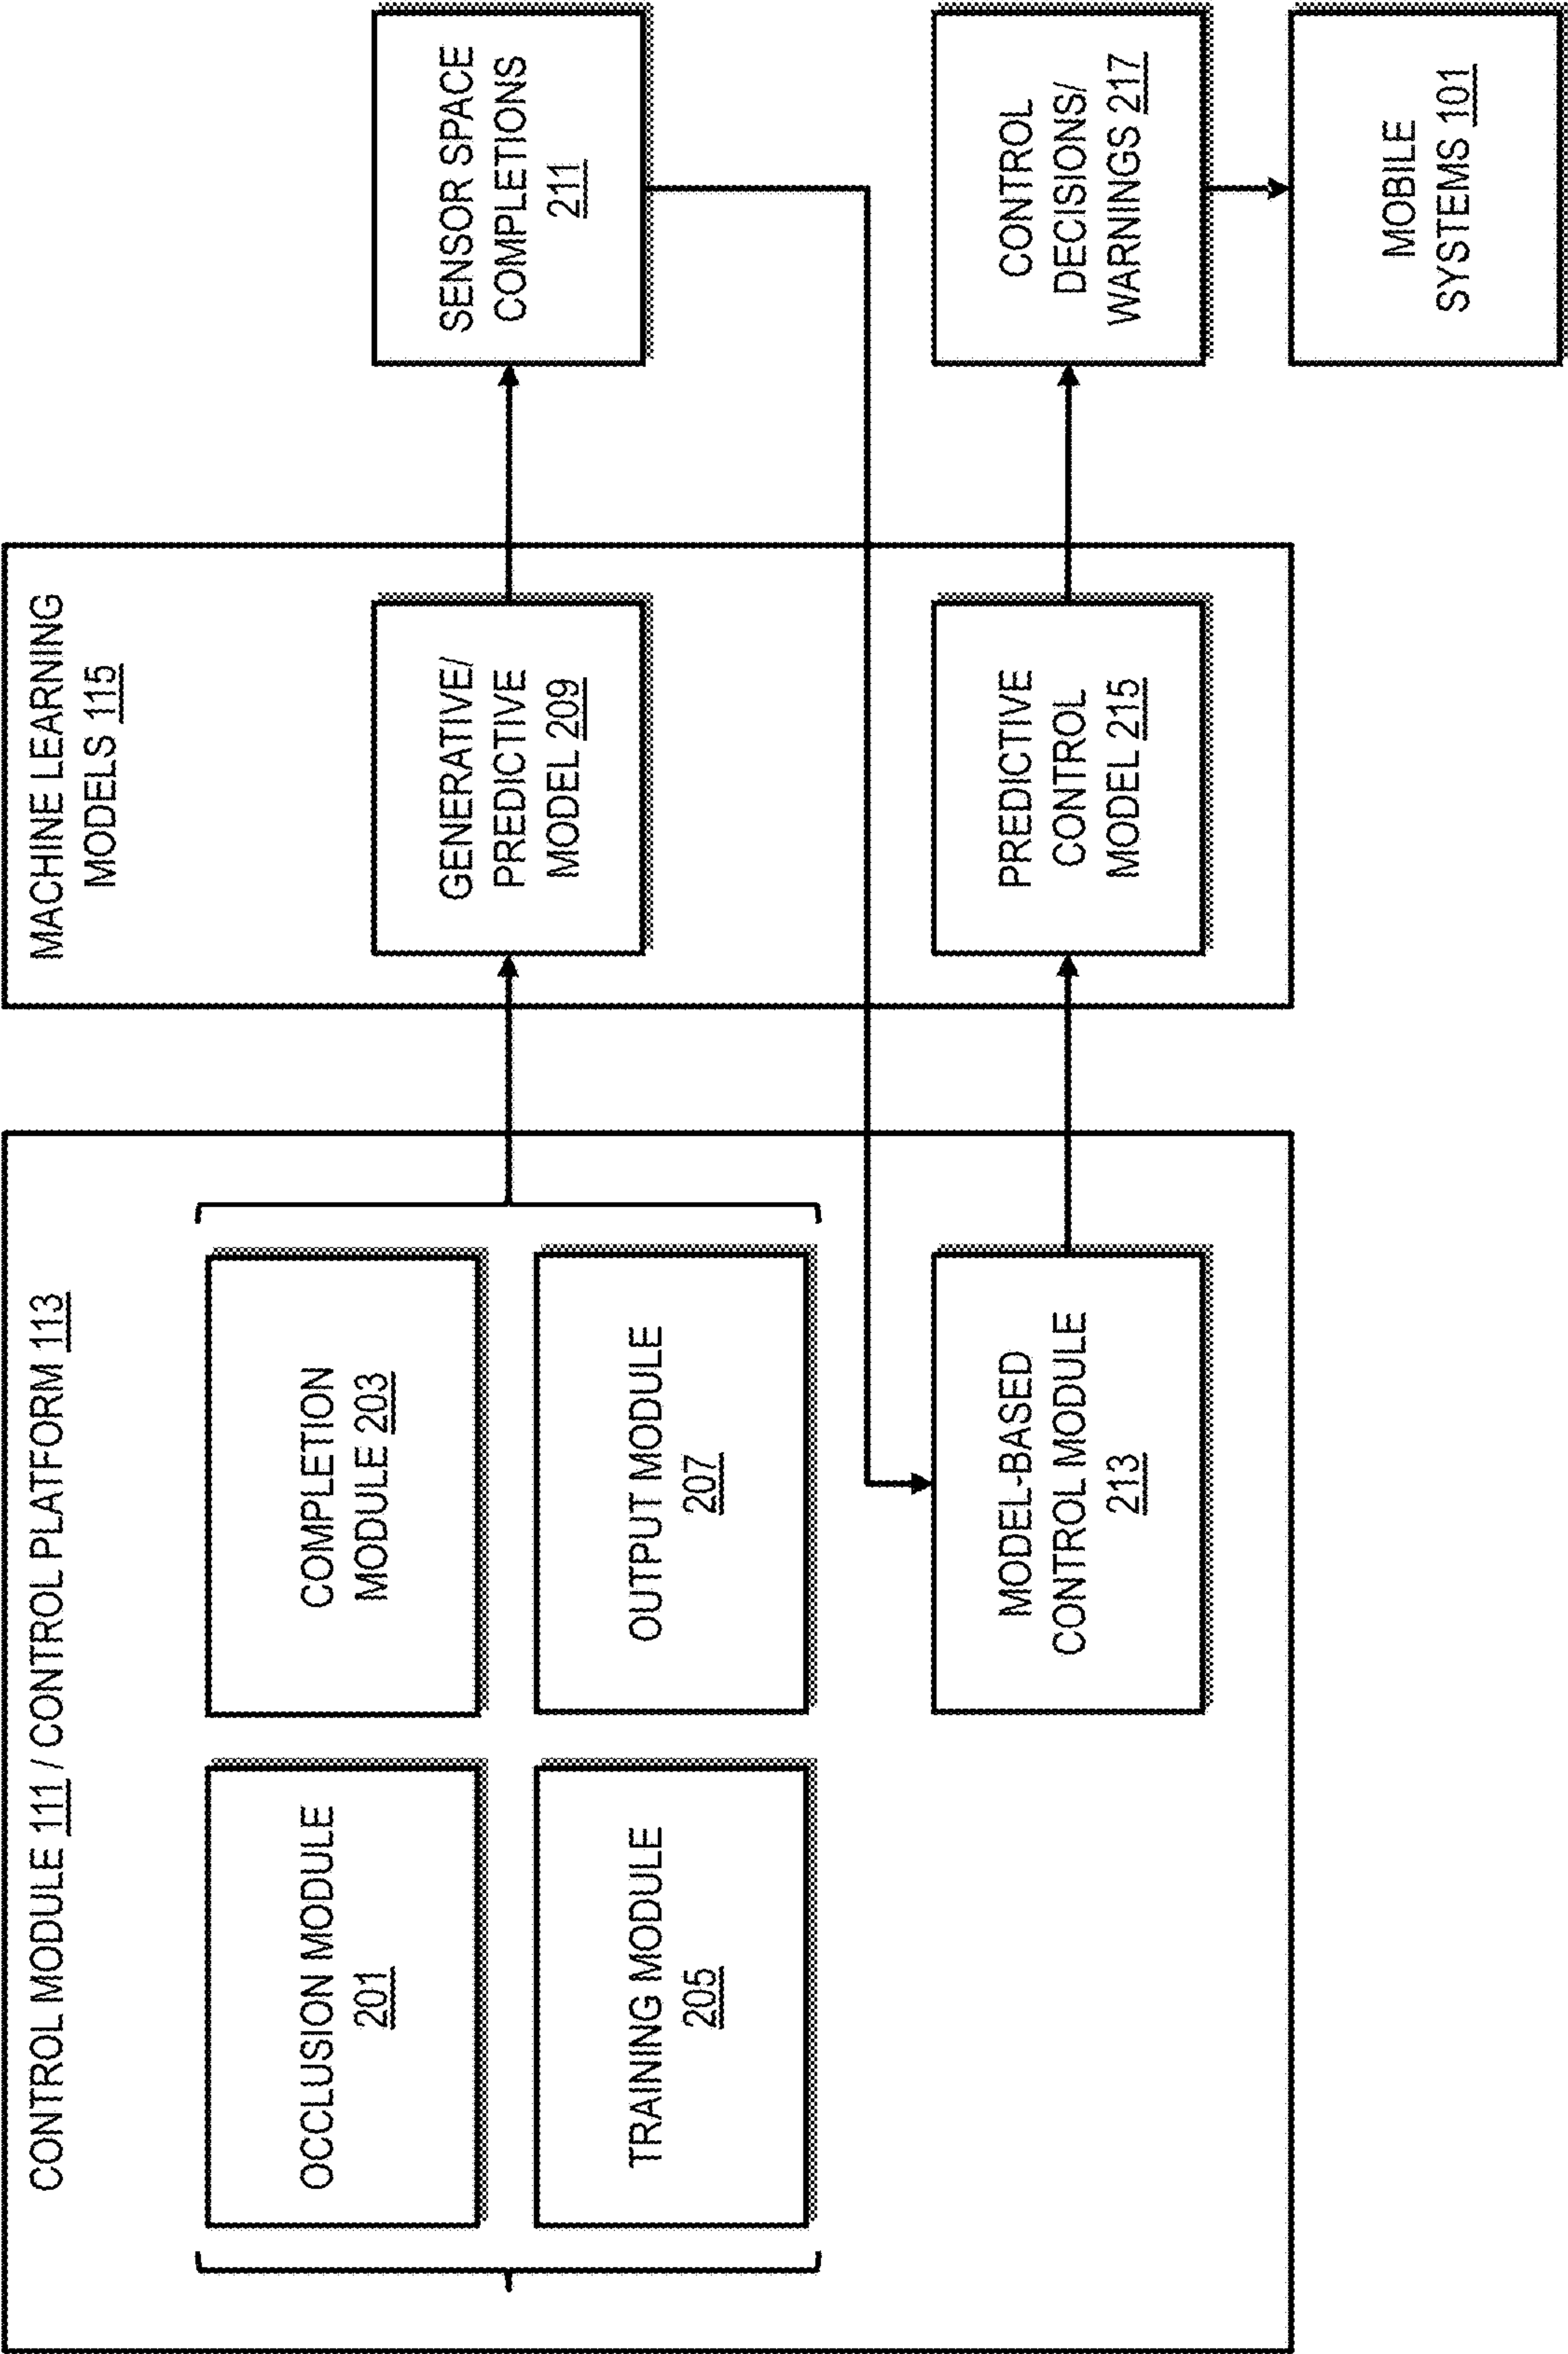 CONTROL MODULE 111 / CONTROL PLATFORM 113
OCCLUSION MODULE
201
COMPLETION
MODULE 203
TRAINING MODULE
205
OUTPUT MODULE
207
MODEL-BASED
CONTROL MODULE
213
MACHINE LEARNING
MODELS 115
GENERATIVE/
PREDICTIVE
MODEL 209
PREDICTIVE
CONTROL
MODEL 215
SENSOR SPACE
COMPLETIONS
211
CONTROL
DECISIONS/
WARNINGS 217
MOBILE
SYSTEMS 101